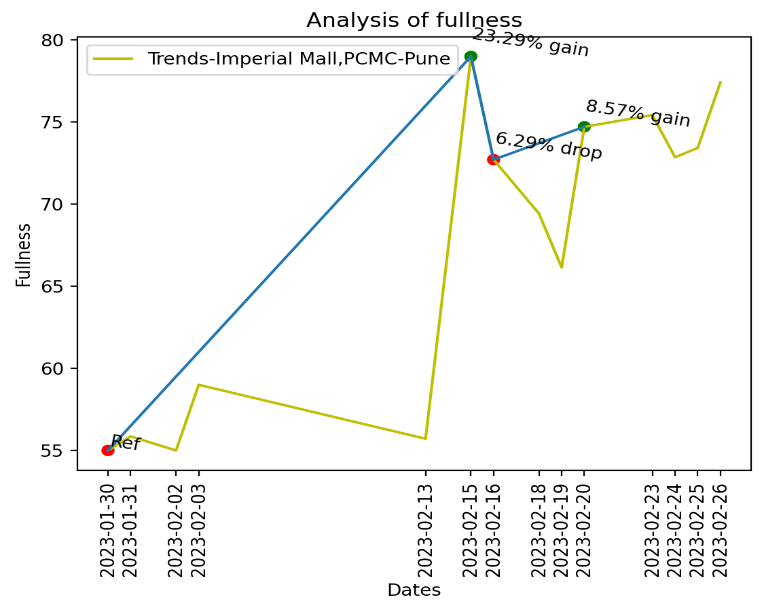 Analysis of fullness
Trends-Imperial Mall,PCMC-Pune
23.29% gain
6.29% drop
8.57% gain
Ref
80
75
70
65
60
55
Fullness
2023-01-30
2023-01-31
2023-02-02
2023-02-03
2023-02-13
2023-02-15
2023-02-16
2023-02-18
2023-02-19
2023-02-20
2023-02-23
2023-02-24
2023-02-25
2023-02-26
Dates